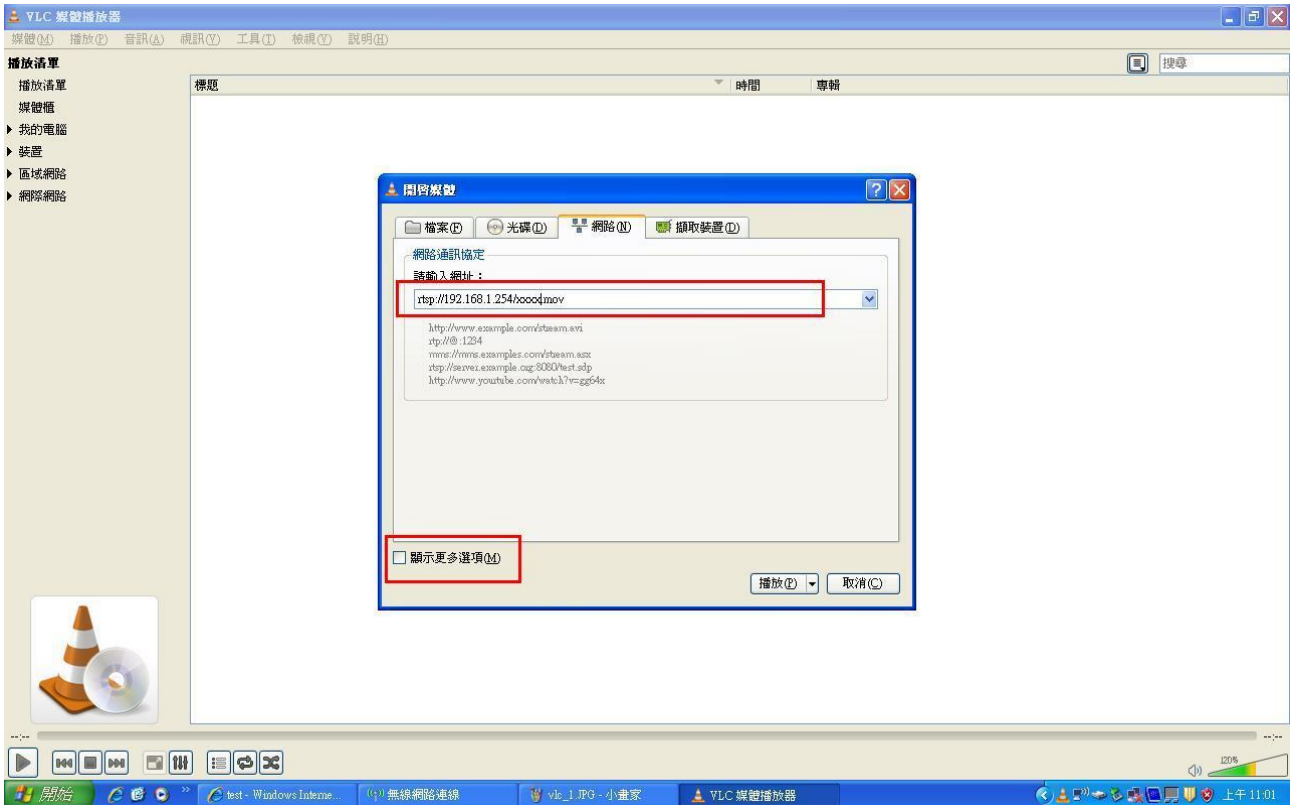 VLC 媒體播放器
媒體(M) 播放(P) 音訊(A) 視訊(V) 工具(I) 檢視(V) 說明(H)
播放清單
搜尋
播放清單
標題 時間 專輯
媒體櫃
我的電腦
裝置
區域網路
網際網路
開啓媒體
檔案(F) 光碟(D) 網路(N) 擷取裝置(D)
網路通訊協定
請輸入網址：
rtsp://192.168.1.254/xxxx.mov
http://www.example.com/stream.avi
rtp://@:1234
mms://mms.examples.com/stream.asx
rtsp://server.example.org:8080/test.sdp
http://www.youtube.com/watch?v=gg64x
顯示更多選項(M)
播放(P) 取消(C)
--:-- --:--
120%
開始 test - Windows Interne... 無線網路連線 vlc_1.JPG - 小畫家 VLC 媒體播放器 上午 11:01